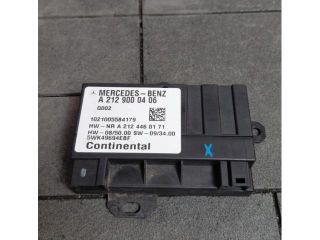 MERCEDES-BENZ
A 212 900 04 06
Q002
1021005584179
HW-NR A 212 446 01 71
HW-08/50.00 SW-09/34.00
5WK49694EBF
Continental
X